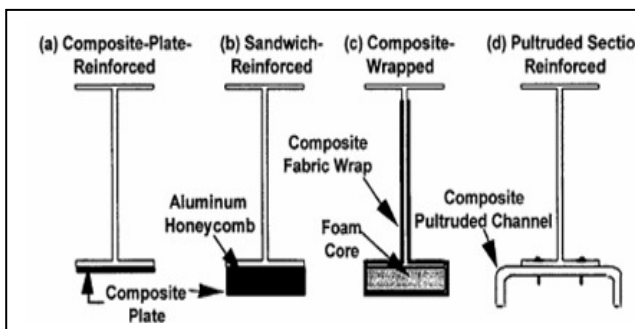 (a) Composite-Plate-
Reinforced
(b) Sandwich-
Reinforced
(c) Composite-
Wrapped
(d) Pultruded Sectio
Reinforced
Composite
Fabric Wrap
Aluminum
Honeycomb
Foam
Core
Composite
Pultruded Channel
Composite
Plate